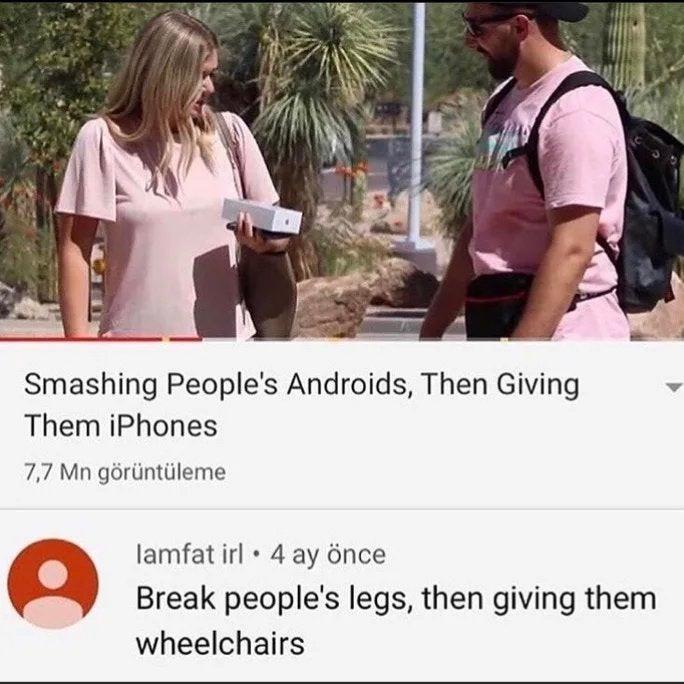 Smashing People's Androids, Then Giving
Them iPhones
7,7 Mn görüntüleme
Iamfat irl • 4 ay önce
Break people's legs, then giving them
wheelchairs